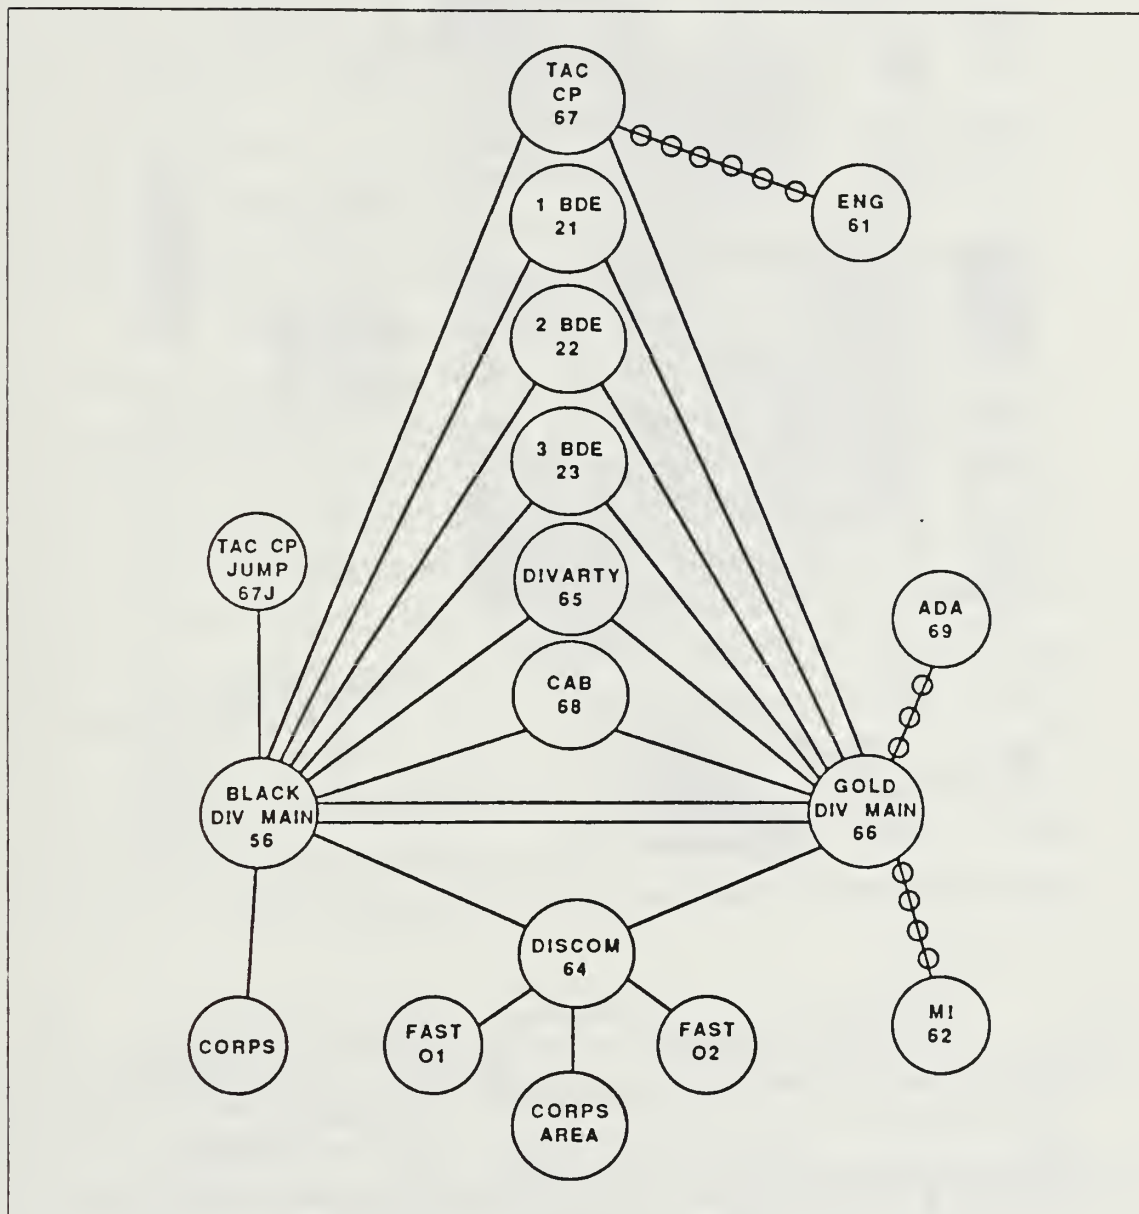 TAC
CP
67
ENG
61
1 BDE
21
2 BDE
22
3 BDE
23
TAC CP
JUMP
67J
DIVARTY
65
ADA
69
CAB
68
BLACK
DIV MAIN
56
GOLD
DIV MAIN
66
DISCOM
64
CORPS
FAST
01
FAST
02
MI
62
CORPS
AREA